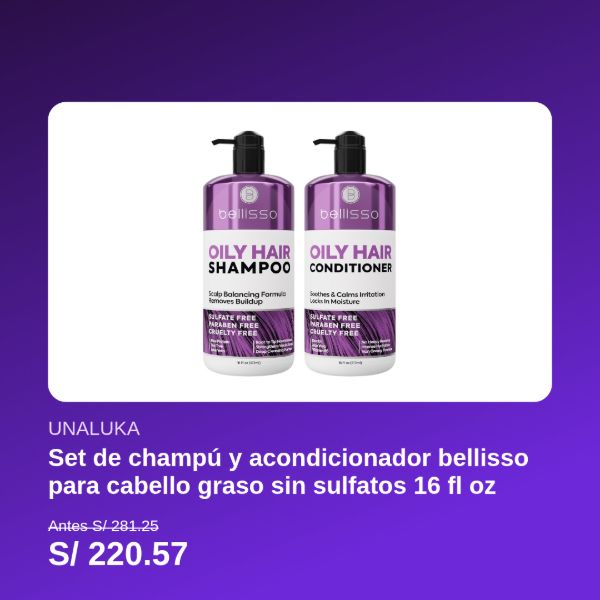 bellisso
OILY HAIR
SHAMPOO
Scalp Balancing Formula
Removes Buildup
SULFATE FREE
PARABEN FREE
CRUELTY FREE
bellisso
OILY HAIR
CONDITIONER
Soothes & Calms Irritation
Locks In Moisture
SULFATE FREE
PARABEN FREE
CRUELTY FREE
UNALUKA
Set de champú y acondicionador bellisso
para cabello graso sin sulfatos 16 fl oz
Antes S/ 281.25
S/ 220.57